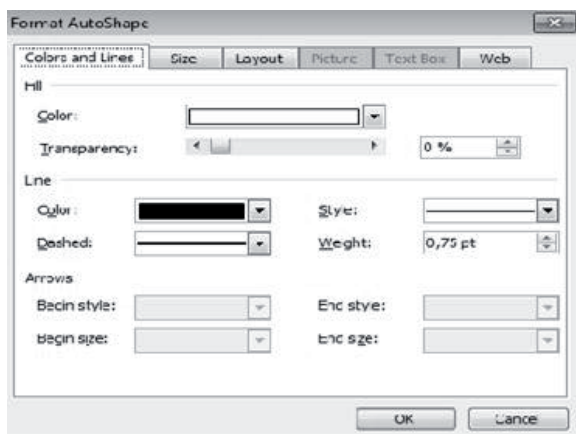 Format AutoShape
Colors and Lines Size Layout Picture Text Box Web
Fill
Color:
Transparency: 0 %
Line
Color: Style:
Dashed: Weight: 0,75 pt
Arrows
Begin style: End style:
Begin size: End size:
OK Cancel